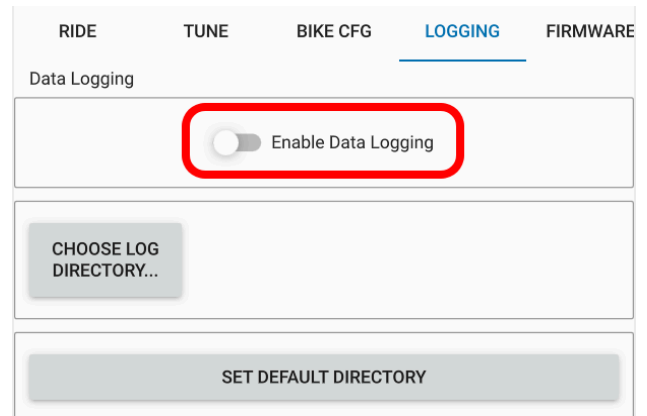 RIDE TUNE BIKE CFG LOGGING FIRMWARE
Data Logging
Enable Data Logging
CHOOSE LOG
DIRECTORY...
SET DEFAULT DIRECTORY